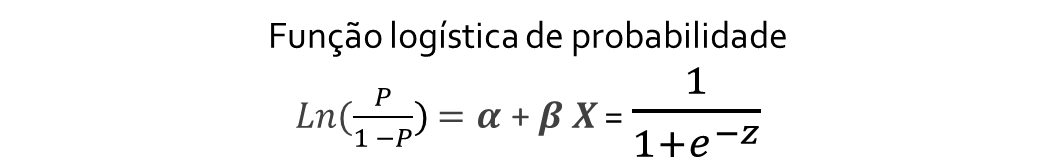 Função logística de probabilidade
Ln(P/(1 −P)) = α + β X = 1/(1+e^−z)